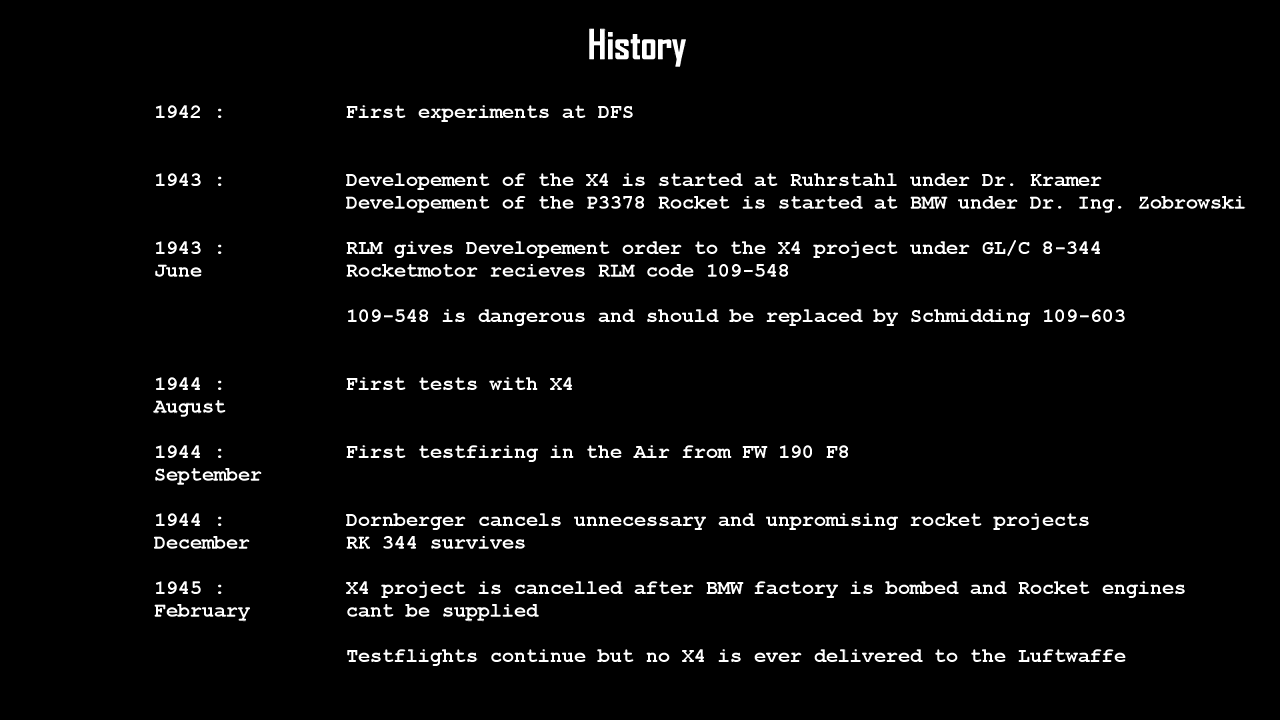 History
1942 : First experiments at DFS
1943 : Developement of the X4 is started at Ruhrstahl under Dr. Kramer
Developement of the P3378 Rocket is started at BMW under Dr. Ing. Zobrowski
1943 : RLM gives Developement order to the X4 project under GL/C 8-344
June Rocketmotor recieves RLM code 109-548
109-548 is dangerous and should be replaced by Schmidding 109-603
1944 : First tests with X4
August
1944 : First testfiring in the Air from FW 190 F8
September
1944 : Dornberger cancels unnecessary and unpromising rocket projects
December RK 344 survives
1945 : X4 project is cancelled after BMW factory is bombed and Rocket engines
February cant be supplied
Testflights continue but no X4 is ever delivered to the Luftwaffe